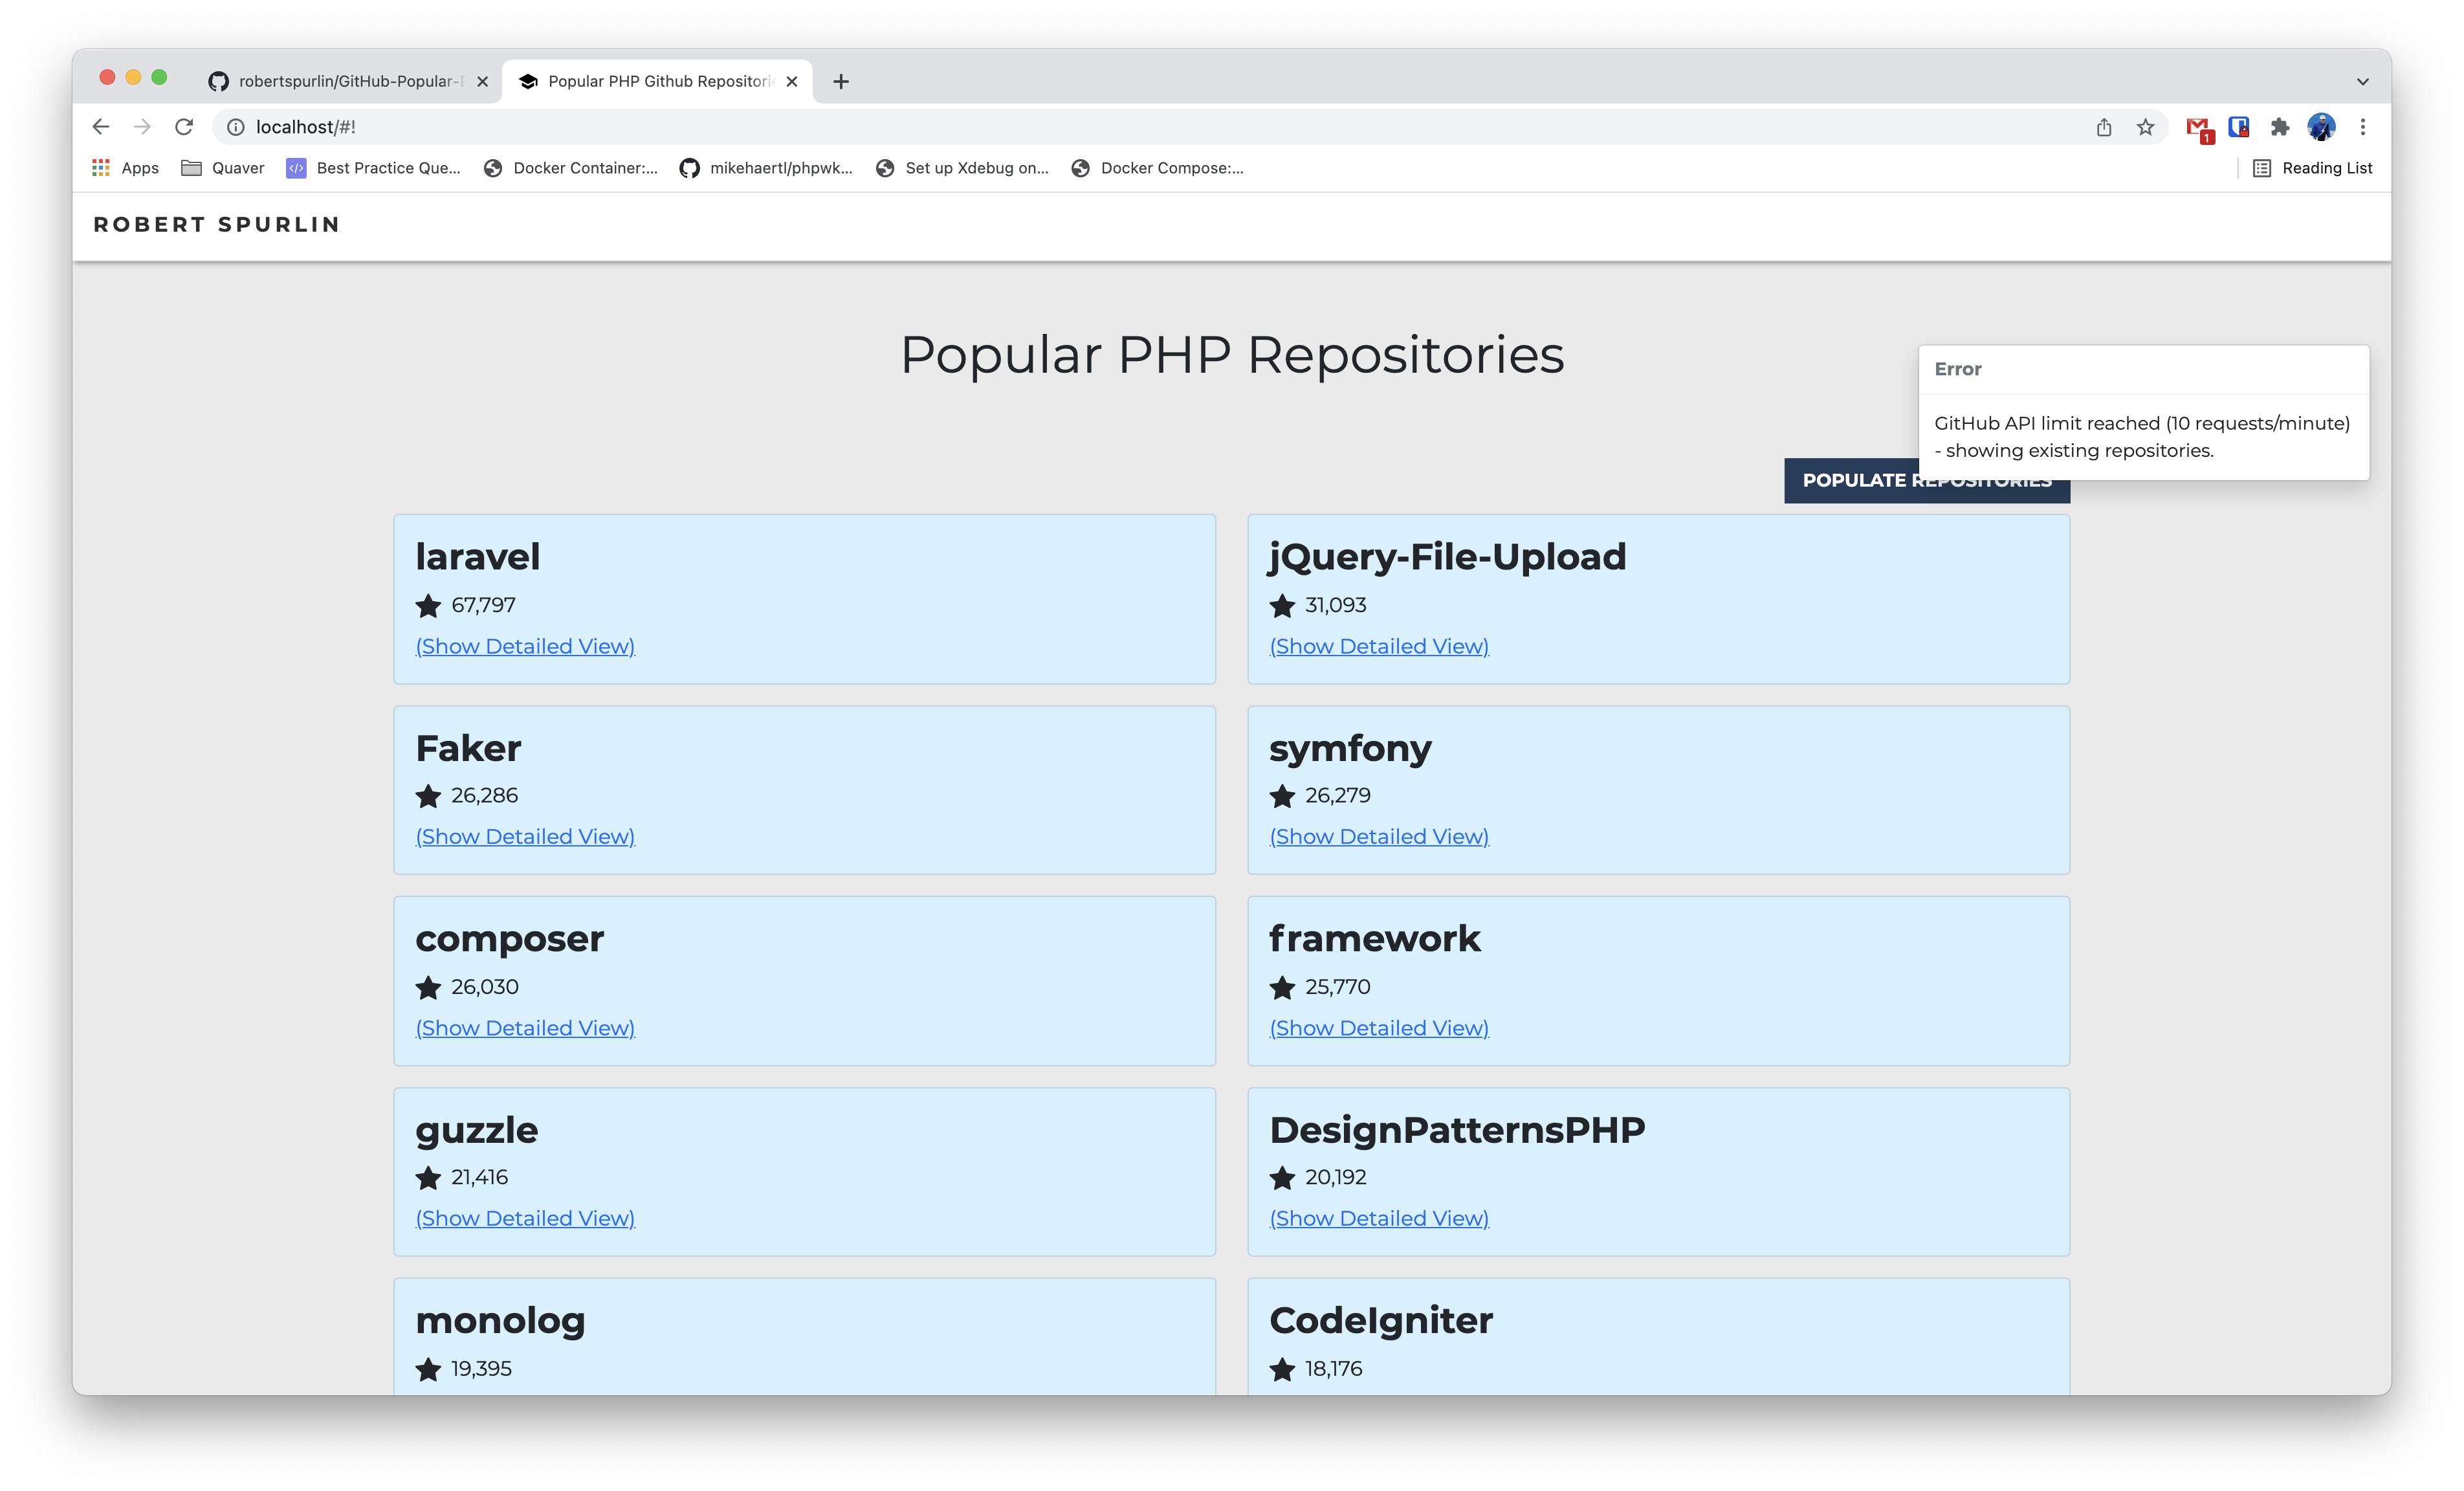 robertspurlin/GitHub-Popular-P
Popular PHP Github Repositorie
localhost/#!
1
Apps
Quaver
Best Practice Que...
Docker Container:...
mikehaertl/phpwk...
Set up Xdebug on...
Docker Compose:...
Reading List
ROBERT SPURLIN
Popular PHP Repositories
Error
GitHub API limit reached (10 requests/minute)
- showing existing repositories.
POPULATE REPOSITORIES
laravel
67,797
(Show Detailed View)
jQuery-File-Upload
31,093
(Show Detailed View)
Faker
26,286
(Show Detailed View)
symfony
26,279
(Show Detailed View)
composer
26,030
(Show Detailed View)
framework
25,770
(Show Detailed View)
guzzle
21,416
(Show Detailed View)
DesignPatternsPHP
20,192
(Show Detailed View)
monolog
19,395
CodeIgniter
18,176